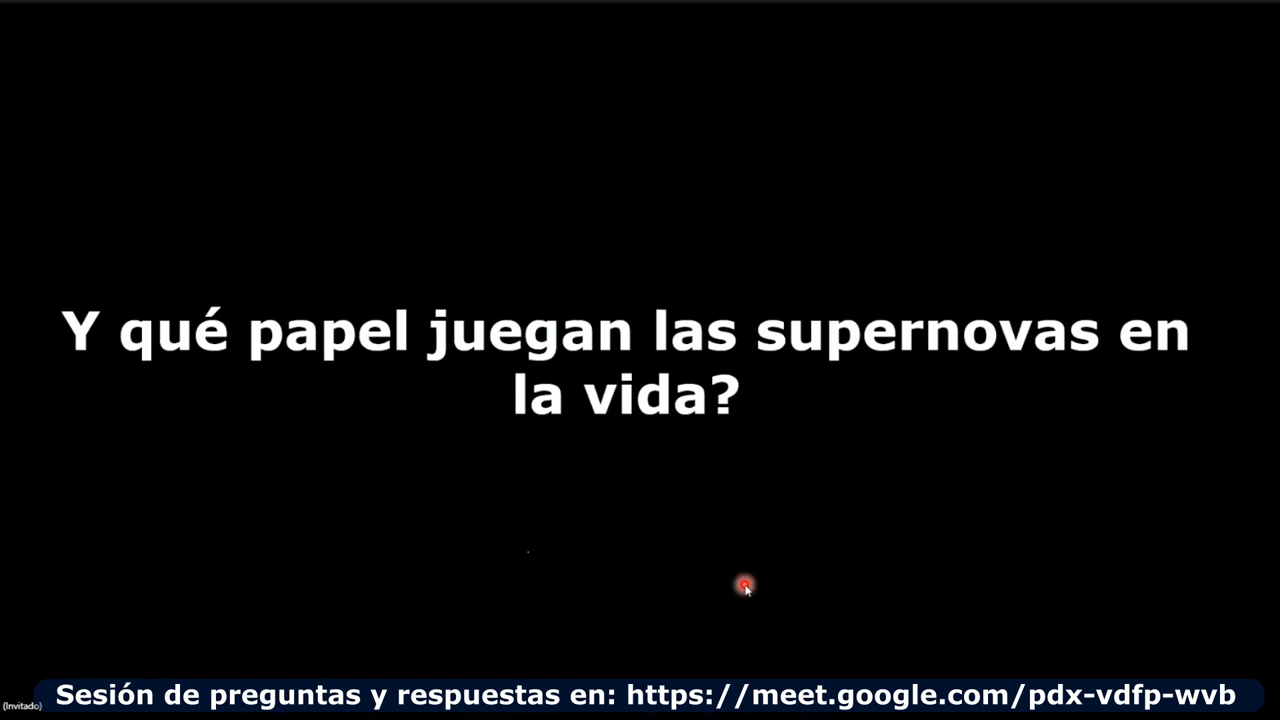 Y qué papel juegan las supernovas en
la vida?
(Invitado)
Sesión de preguntas y respuestas en: https://meet.google.com/pdx-vdfp-wvb